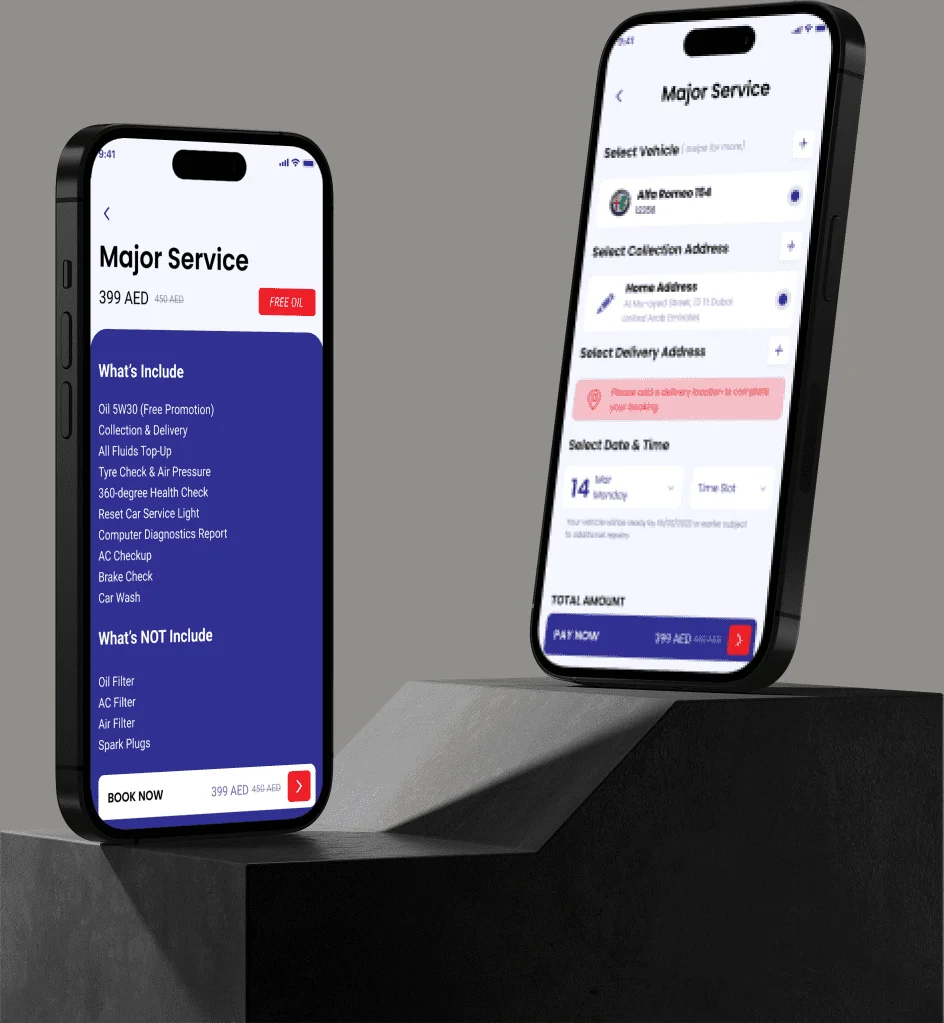 9:41
Major Service
399 AED 450 AED
FREE OIL
What's Include
Oil 5W30 (Free Promotion)
Collection & Delivery
All Fluids Top-Up
Tyre Check & Air Pressure
360-degree Health Check
Reset Car Service Light
Computer Diagnostics Report
AC Checkup
Brake Check
Car Wash
What's NOT Include
Oil Filter
AC Filter
Air Filter
Spark Plugs
BOOK NOW 399 AED 450 AED
9:41
Major Service
Select Vehicle (swipe for more)
Alfa Romeo 154
Select Collection Address
Home Address
Street, Dubai
United Arab Emirates
Select Delivery Address
Please add a delivery location to complete
your booking.
Select Date & Time
14 Mar
Monday
Time Slot
Your vehicle will be ready by or earlier subject
to additional repairs
TOTAL AMOUNT
PAY NOW 399 AED 450 AED